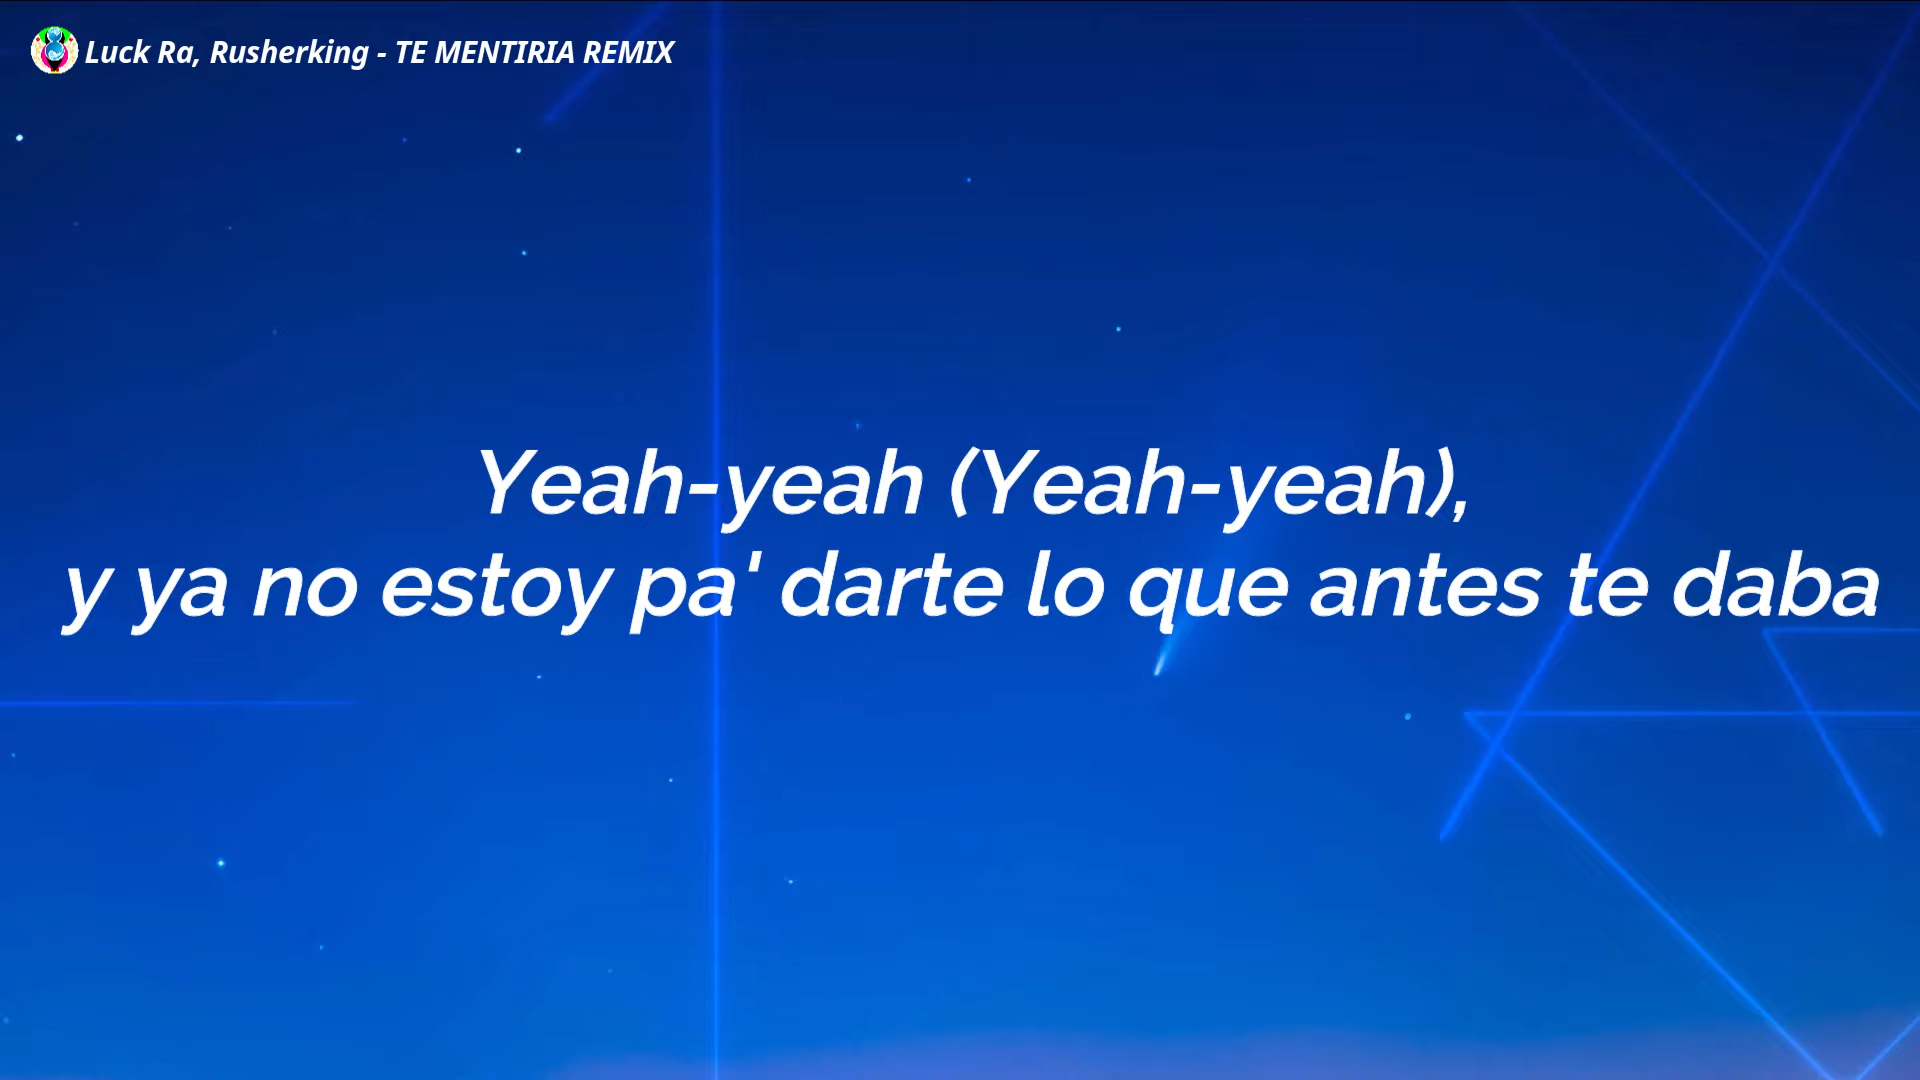 Luck Ra, Rusherking - TE MENTIRIA REMIX
Yeah-yeah (Yeah-yeah),
y ya no estoy pa' darte lo que antes te daba